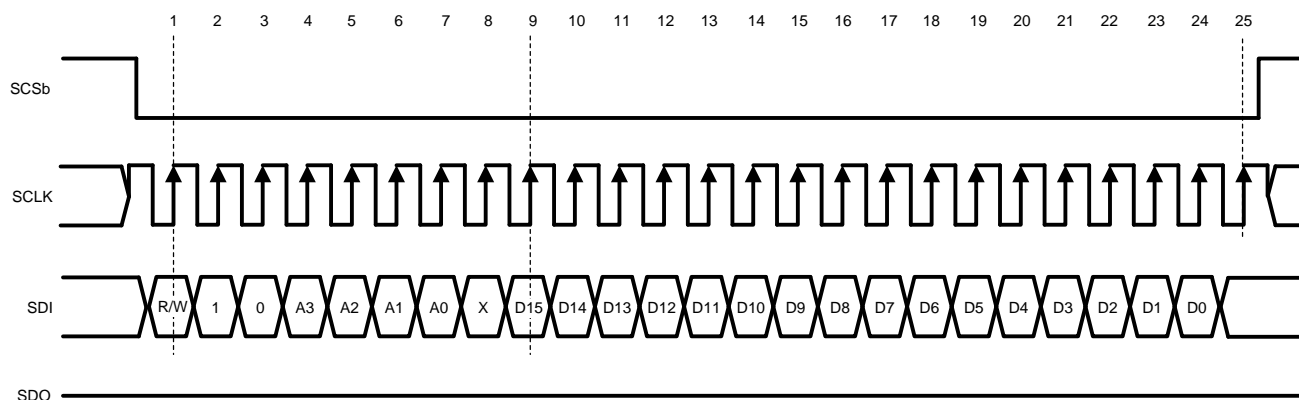 1 2 3 4 5 6 7 8 9 10 11 12 13 14 15 16 17 18 19 20 21 22 23 24 25
SCSb
SCLK
SDI R/W 1 0 A3 A2 A1 A0 X D15 D14 D13 D12 D11 D10 D9 D8 D7 D6 D5 D4 D3 D2 D1 D0
SDO